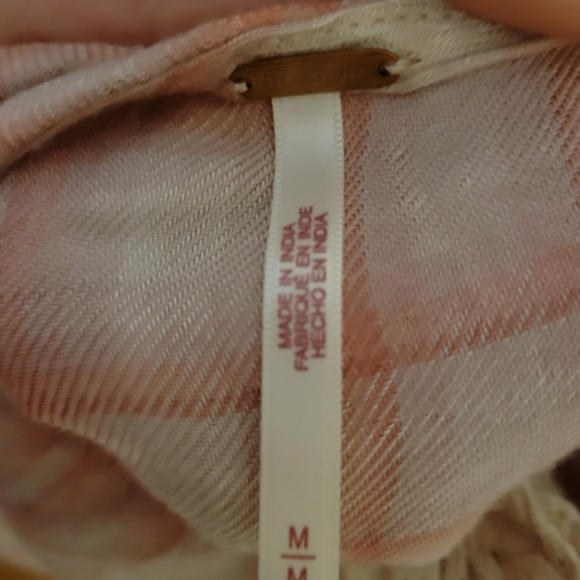 MADE IN INDIA
FABRIQUÉ EN INDE
HECHO EN INDIA
M
M